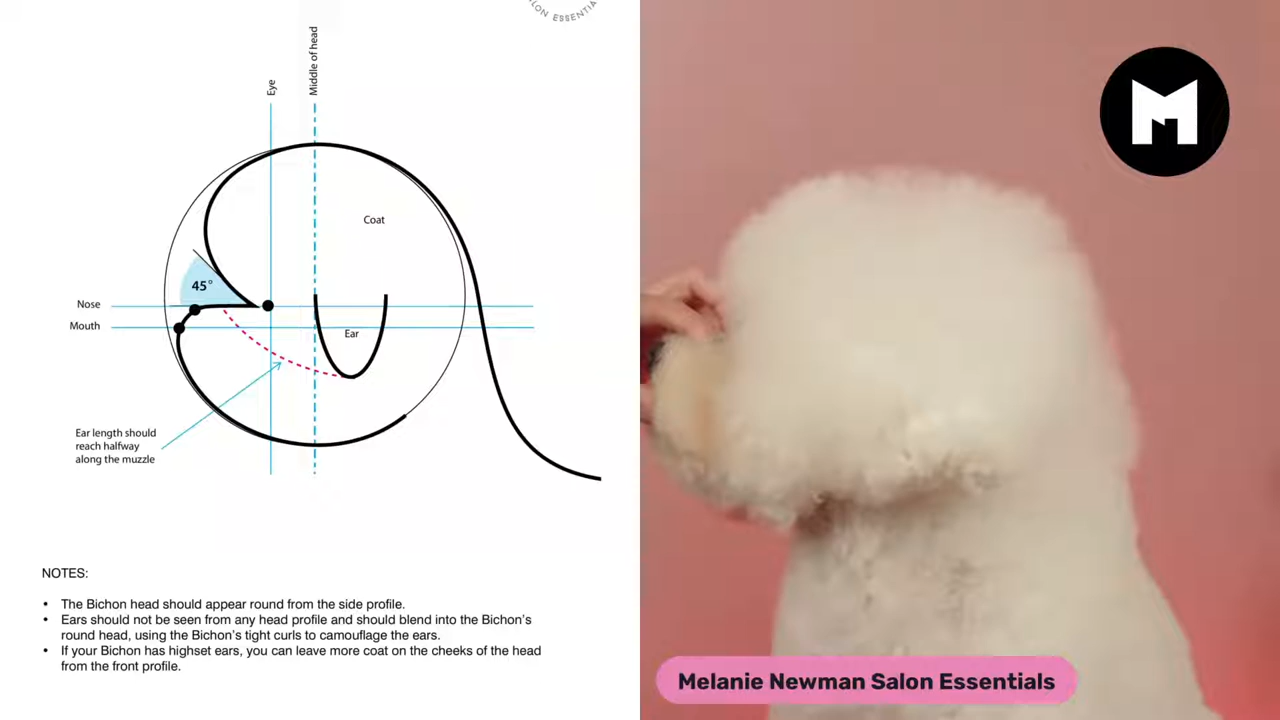 LON ESSENTIA
Eye
Middle of head
Coat
45°
Nose
Mouth
Ear
Ear length should
reach halfway
along the muzzle
NOTES:
• The Bichon head should appear round from the side profile.
• Ears should not be seen from any head profile and should blend into the Bichon's
round head, using the Bichon's tight curls to camouflage the ears.
• If your Bichon has highset ears, you can leave more coat on the cheeks of the head
from the front profile.
M
Melanie Newman Salon Essentials